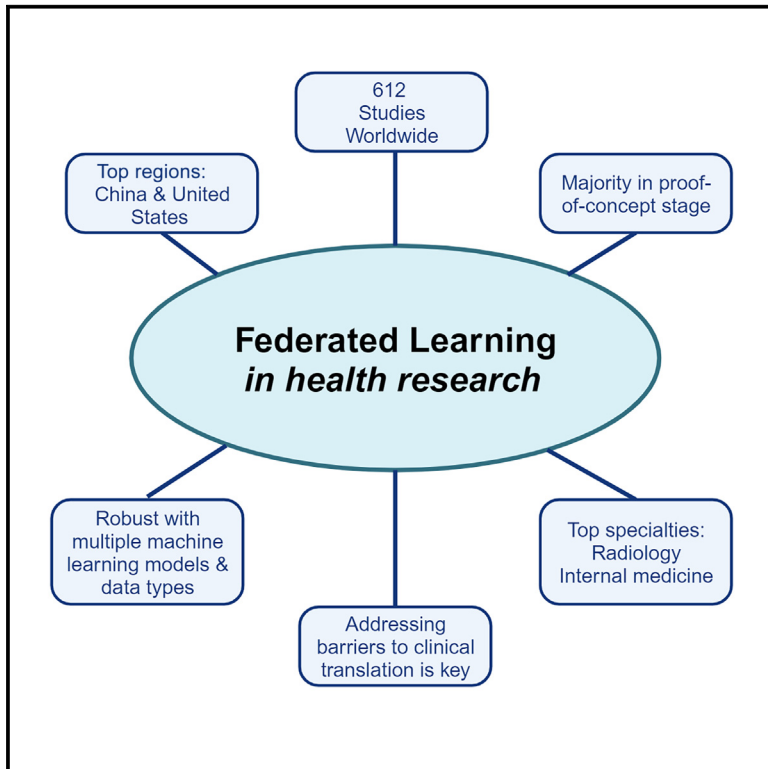 612
Studies
Worldwide
Top regions:
China & United
States
Majority in proof-
of-concept stage
Federated Learning
in health research
Robust with
multiple machine
learning models &
data types
Top specialties:
Radiology
Internal medicine
Addressing
barriers to clinical
translation is key